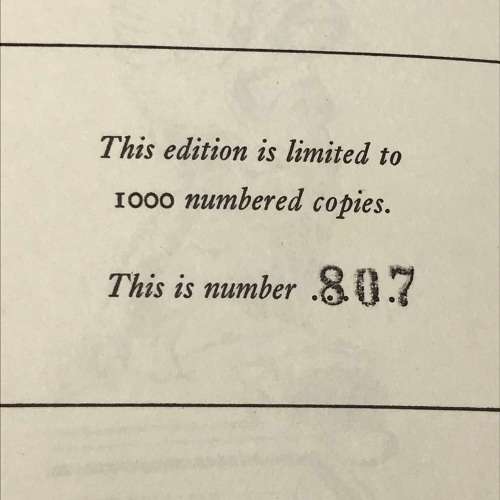 This edition is limited to
1000 numbered copies.
This is number .807